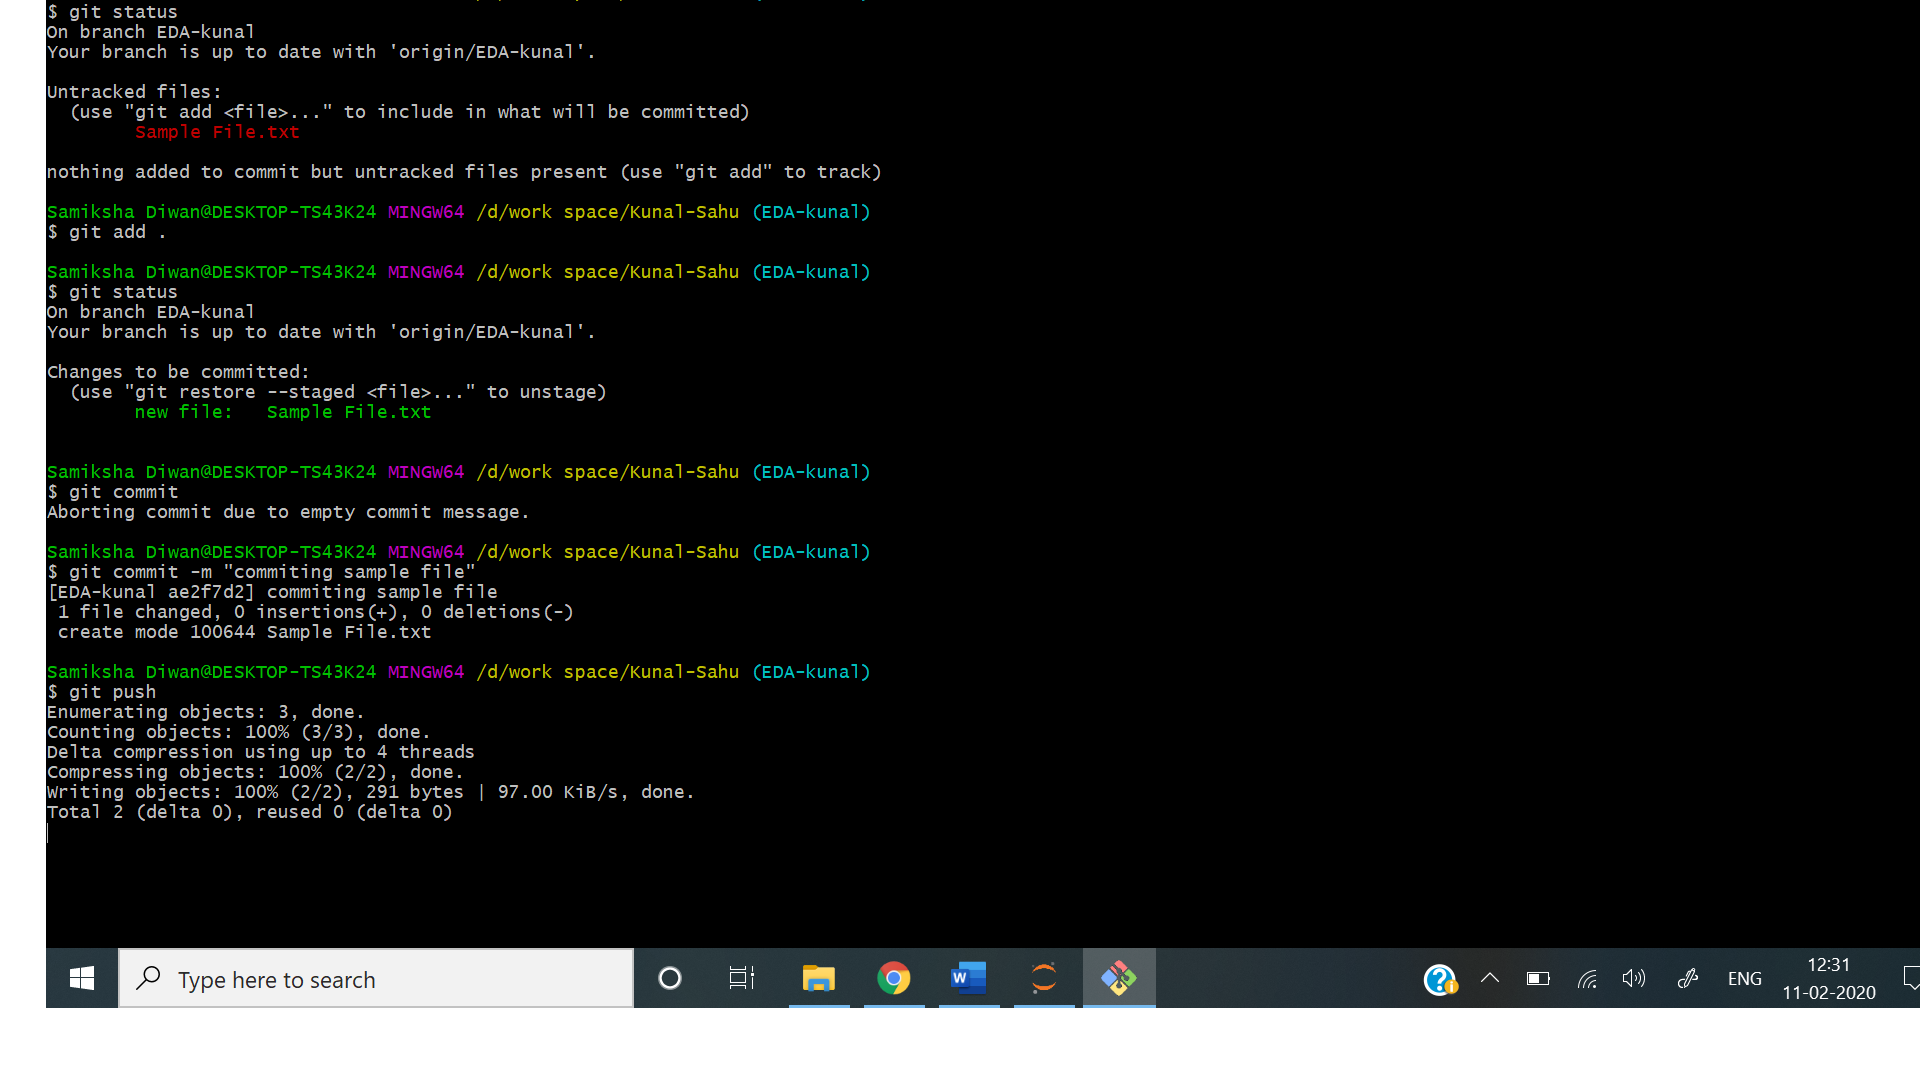 $ git status
On branch EDA-kunal
Your branch is up to date with 'origin/EDA-kunal'.
Untracked files:
  (use "git add <file>..." to include in what will be committed)
        Sample File.txt
nothing added to commit but untracked files present (use "git add" to track)
Samiksha Diwan@DESKTOP-TS43K24 MINGW64 /d/work space/Kunal-Sahu (EDA-kunal)
$ git add .
Samiksha Diwan@DESKTOP-TS43K24 MINGW64 /d/work space/Kunal-Sahu (EDA-kunal)
$ git status
On branch EDA-kunal
Your branch is up to date with 'origin/EDA-kunal'.
Changes to be committed:
  (use "git restore --staged <file>..." to unstage)
        new file:   Sample File.txt
Samiksha Diwan@DESKTOP-TS43K24 MINGW64 /d/work space/Kunal-Sahu (EDA-kunal)
$ git commit
Aborting commit due to empty commit message.
Samiksha Diwan@DESKTOP-TS43K24 MINGW64 /d/work space/Kunal-Sahu (EDA-kunal)
$ git commit -m "commiting sample file"
[EDA-kunal ae2f7d2] commiting sample file
 1 file changed, 0 insertions(+), 0 deletions(-)
 create mode 100644 Sample File.txt
Samiksha Diwan@DESKTOP-TS43K24 MINGW64 /d/work space/Kunal-Sahu (EDA-kunal)
$ git push
Enumerating objects: 3, done.
Counting objects: 100% (3/3), done.
Delta compression using up to 4 threads
Compressing objects: 100% (2/2), done.
Writing objects: 100% (2/2), 291 bytes | 97.00 KiB/s, done.
Total 2 (delta 0), reused 0 (delta 0)
Type here to search
W
ENG
12:31
11-02-2020